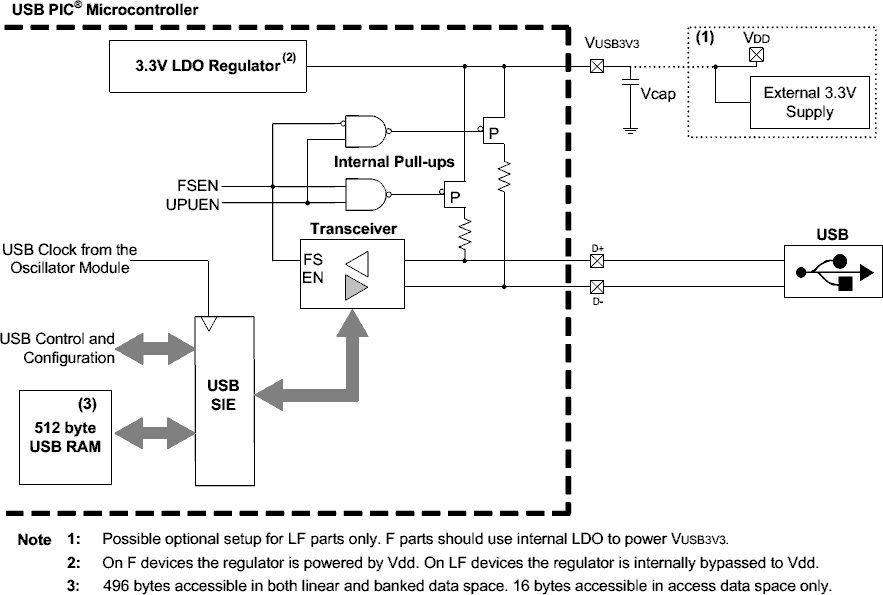 USB PIC® Microcontroller
3.3V LDO Regulator(2)
VUSB3V3
(1)
VDD
External 3.3V
Supply
Vcap
P
Internal Pull-ups
FSEN
UPUEN
P
Transceiver
FS
EN
D+
D-
USB
USB Clock from the
Oscillator Module
USB Control and
Configuration
USB
SIE
(3)
512 byte
USB RAM
Note 1: Possible optional setup for LF parts only. F parts should use internal LDO to power VUSB3V3.
2: On F devices the regulator is powered by Vdd. On LF devices the regulator is internally bypassed to Vdd.
3: 496 bytes accessible in both linear and banked data space. 16 bytes accessible in access data space only.